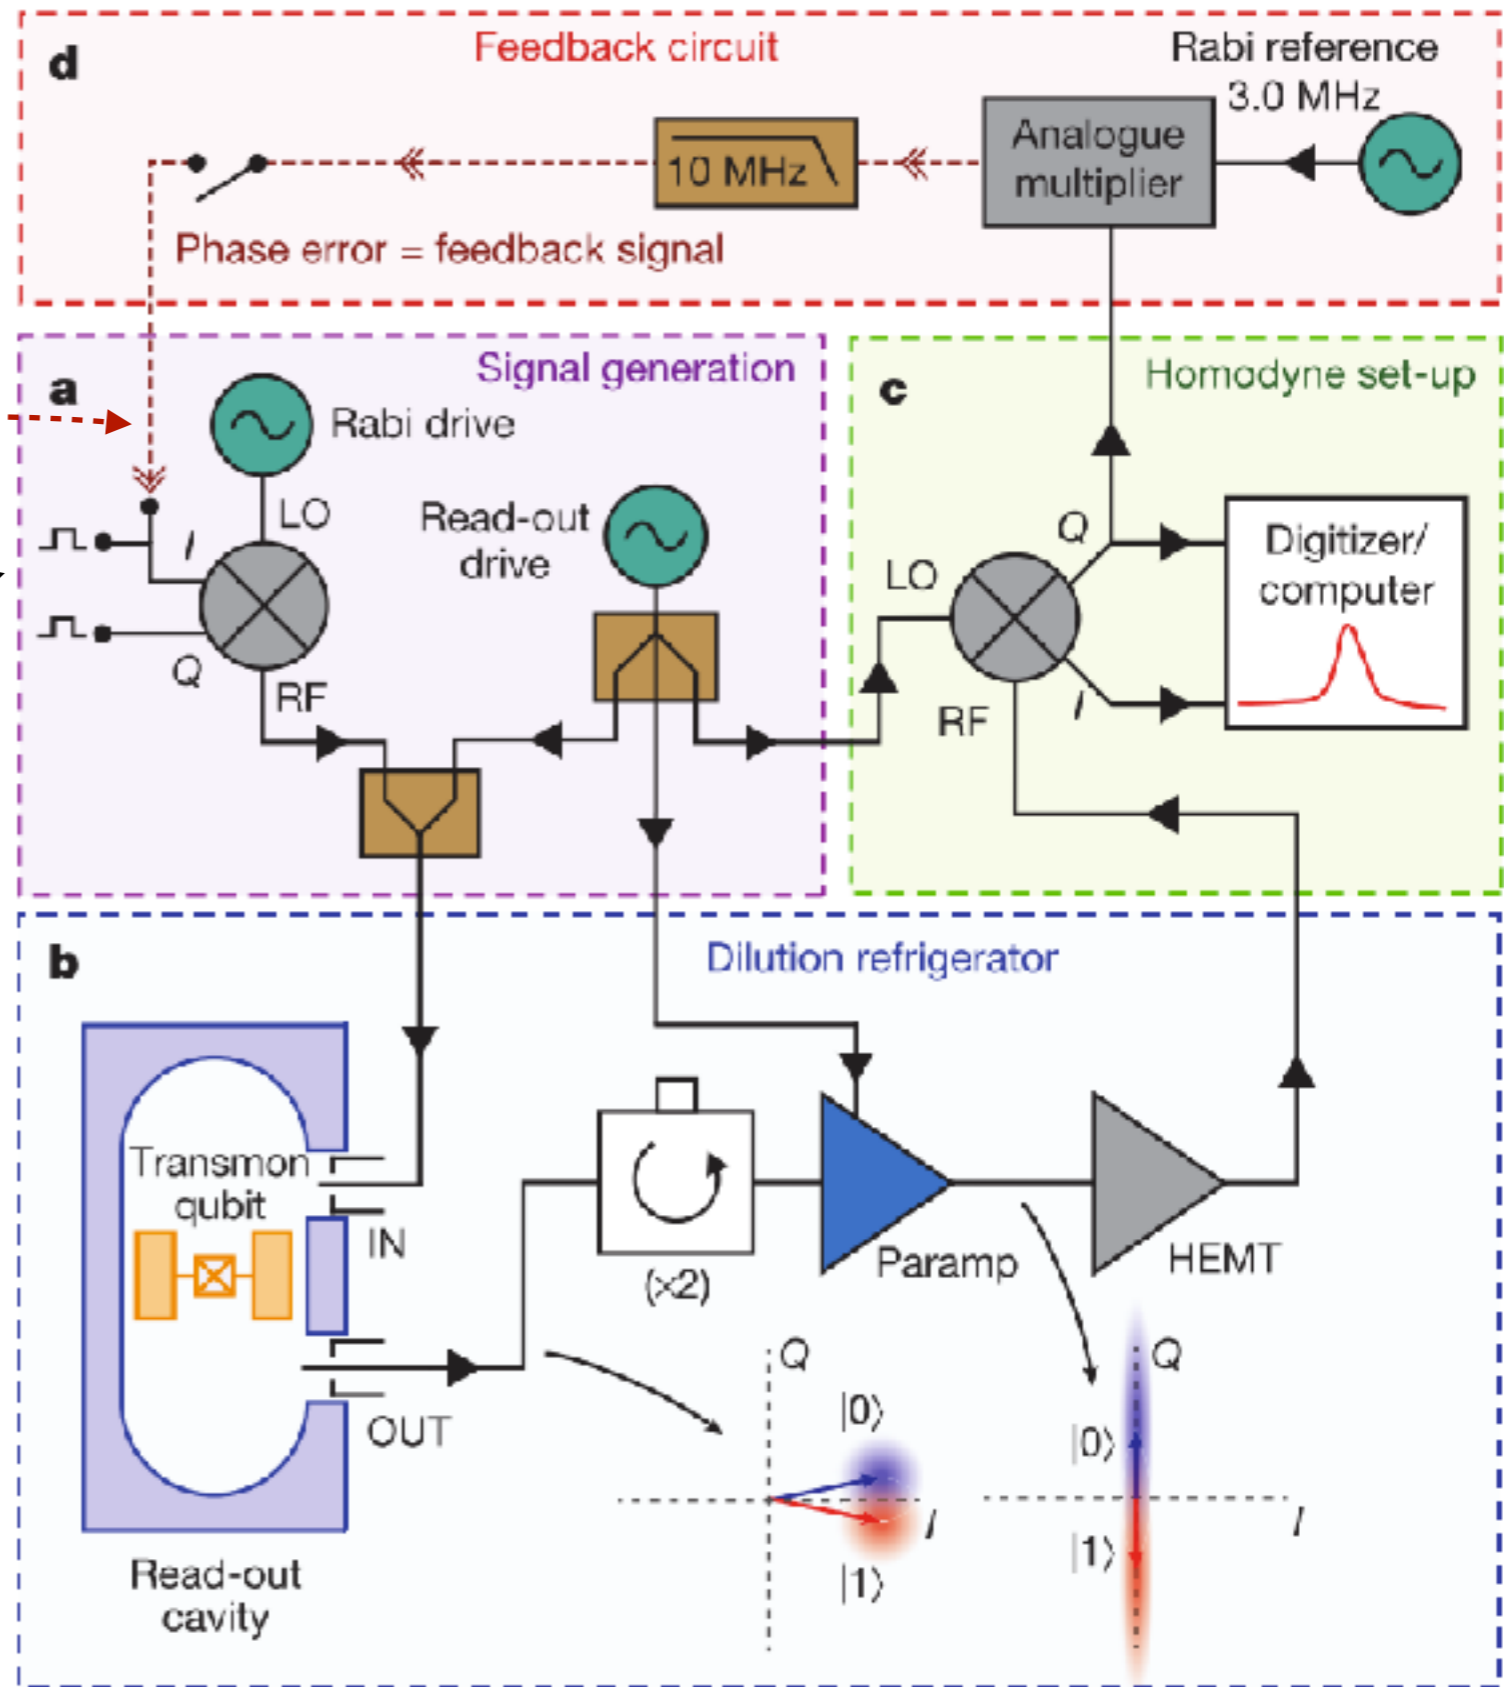 d
Feedback circuit
Rabi reference
3.0 MHz
Analogue
multiplier
10 MHz
Phase error = feedback signal
a
Signal generation
Rabi drive
LO
I
Q
RF
Read-out
drive
c
Homodyne set-up
Q
LO
RF
I
Digitizer/
computer
b
Dilution refrigerator
Transmon
qubit
IN
OUT
(×2)
Paramp
HEMT
Q
|0⟩
I
|1⟩
Q
|0⟩
I
|1⟩
Read-out
cavity